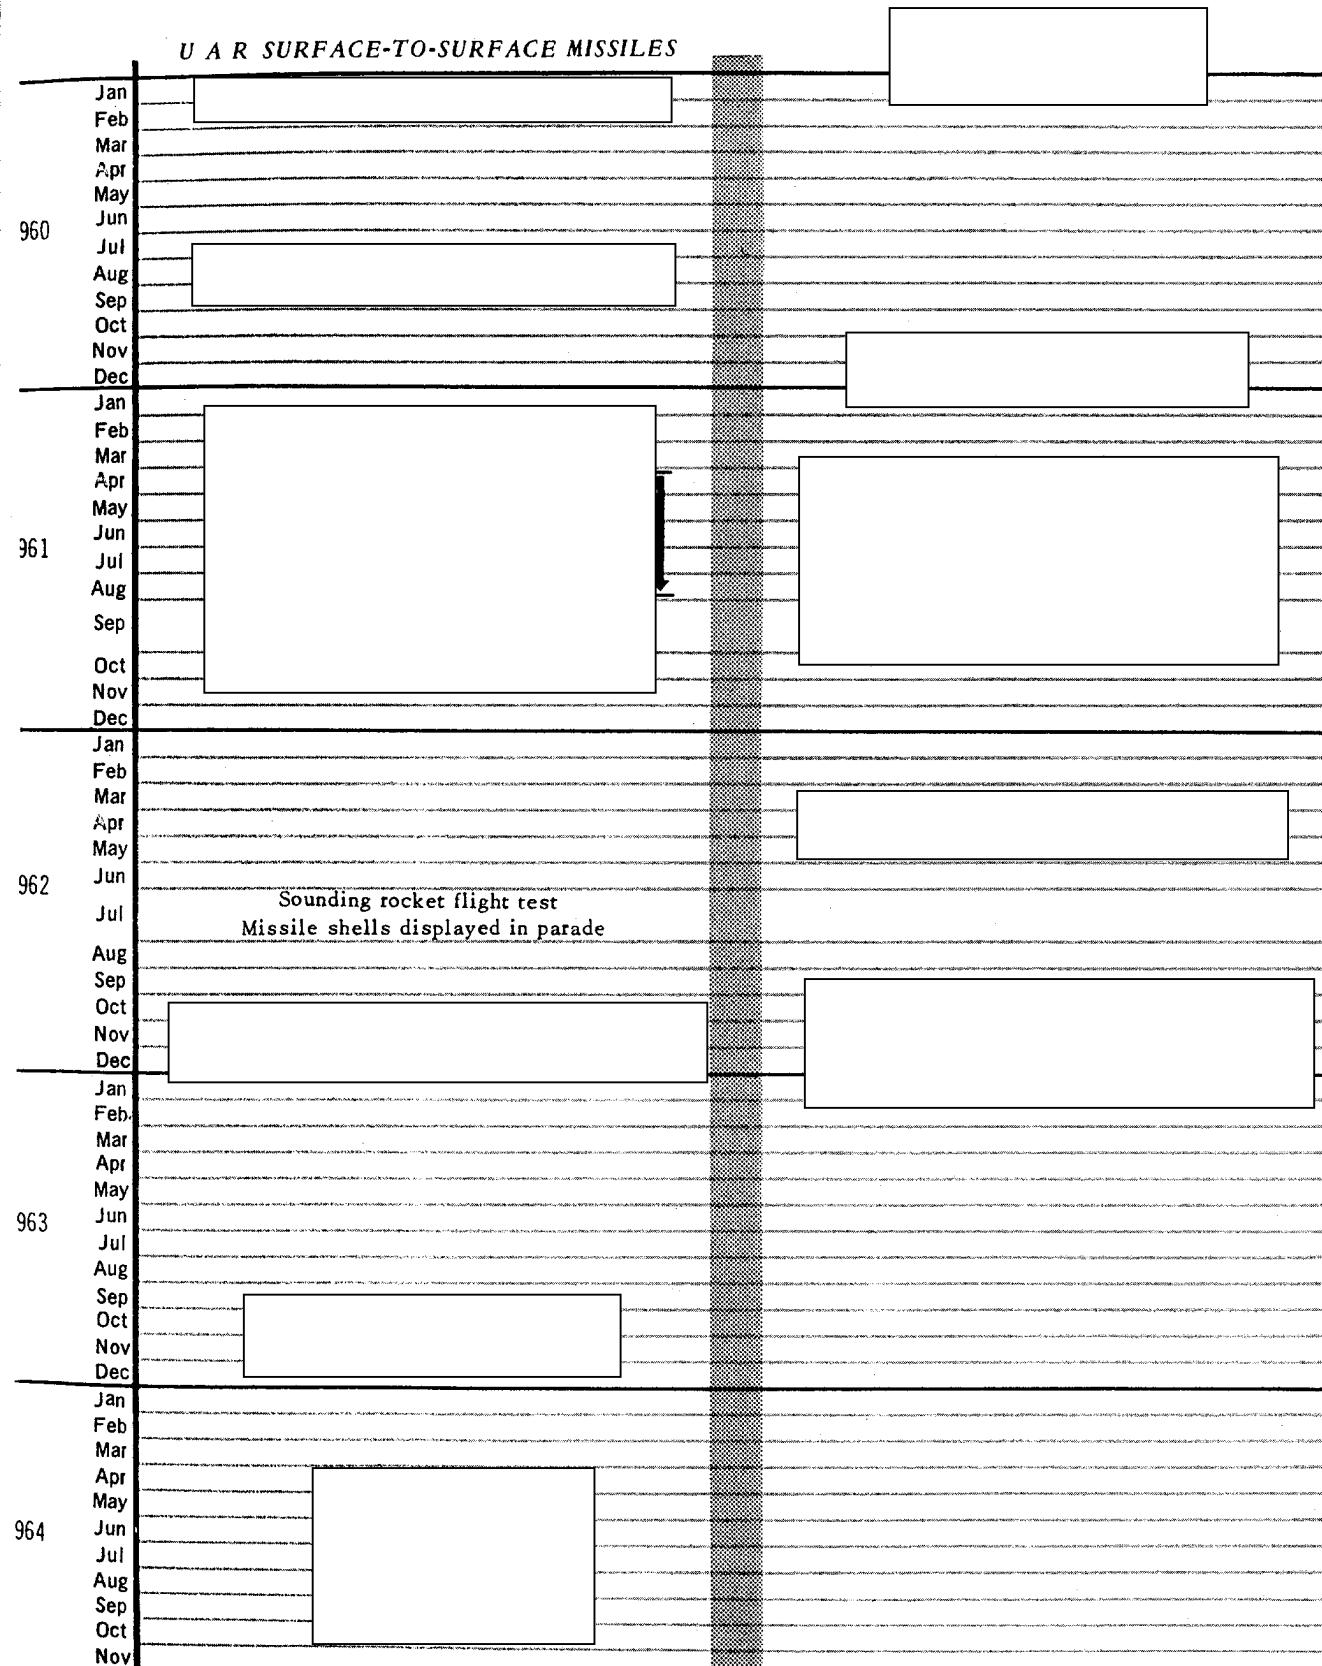 U A R SURFACE-TO-SURFACE MISSILES
Jan
Feb
Mar
Apr
May
Jun
960
Jul
Aug
Sep
Oct
Nov
Dec
Jan
Feb
Mar
Apr
May
Jun
961
Jul
Aug
Sep
Oct
Nov
Dec
Jan
Feb
Mar
Apr
May
Jun
962
Sounding rocket flight test
Jul
Missile shells displayed in parade
Aug
Sep
Oct
Nov
Dec
Jan
Feb
Mar
Apr
May
Jun
963
Jul
Aug
Sep
Oct
Nov
Dec
Jan
Feb
Mar
Apr
May
Jun
964
Jul
Aug
Sep
Oct
Nov